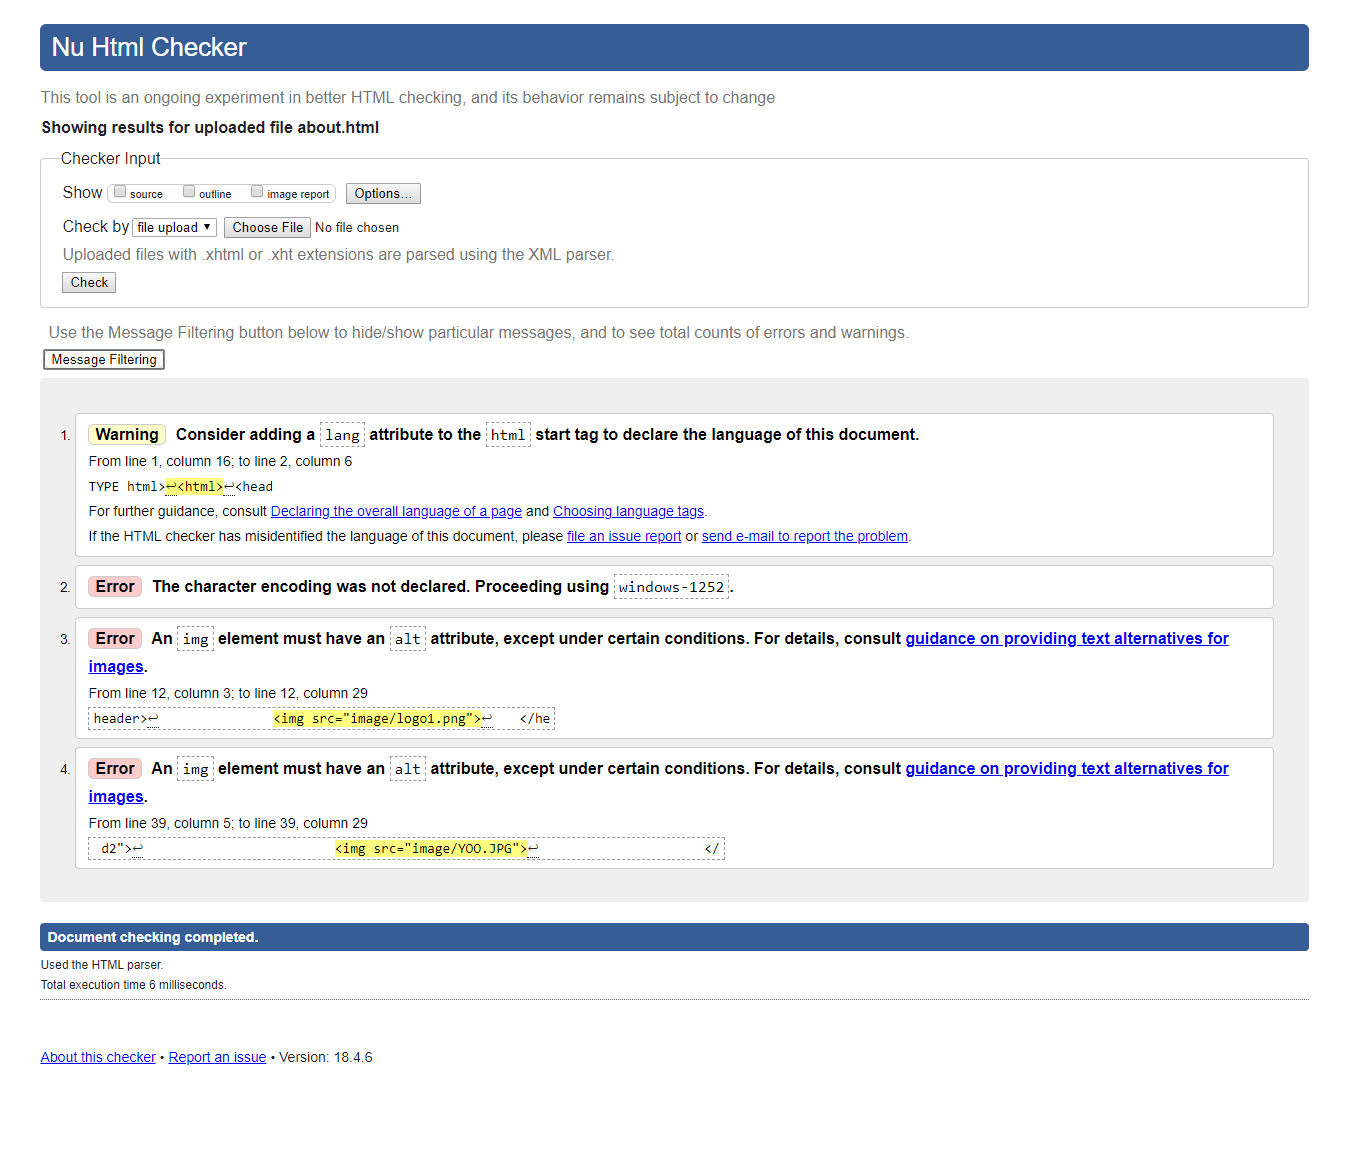 Nu Html Checker
This tool is an ongoing experiment in better HTML checking, and its behavior remains subject to change
Showing results for uploaded file about.html
Checker Input
Show source outline image report Options...
Check by file upload ▼ Choose File No file chosen
Uploaded files with .xhtml or .xht extensions are parsed using the XML parser.
Check
Use the Message Filtering button below to hide/show particular messages, and to see total counts of errors and warnings.
Message Filtering
1. Warning Consider adding a lang attribute to the html start tag to declare the language of this document.
From line 1, column 16; to line 2, column 6
TYPE html>↩<html>↩<head
For further guidance, consult Declaring the overall language of a page and Choosing language tags.
If the HTML checker has misidentified the language of this document, please file an issue report or send e-mail to report the problem.
2. Error The character encoding was not declared. Proceeding using windows-1252.
3. Error An img element must have an alt attribute, except under certain conditions. For details, consult guidance on providing text alternatives for
images.
From line 12, column 3; to line 12, column 29
header>↩ <img src="image/logo1.png">↩ </he
4. Error An img element must have an alt attribute, except under certain conditions. For details, consult guidance on providing text alternatives for
images.
From line 39, column 5; to line 39, column 29
d2">↩ <img src="image/YOO.JPG">↩ </
Document checking completed.
Used the HTML parser.
Total execution time 6 milliseconds.
About this checker • Report an issue • Version: 18.4.6